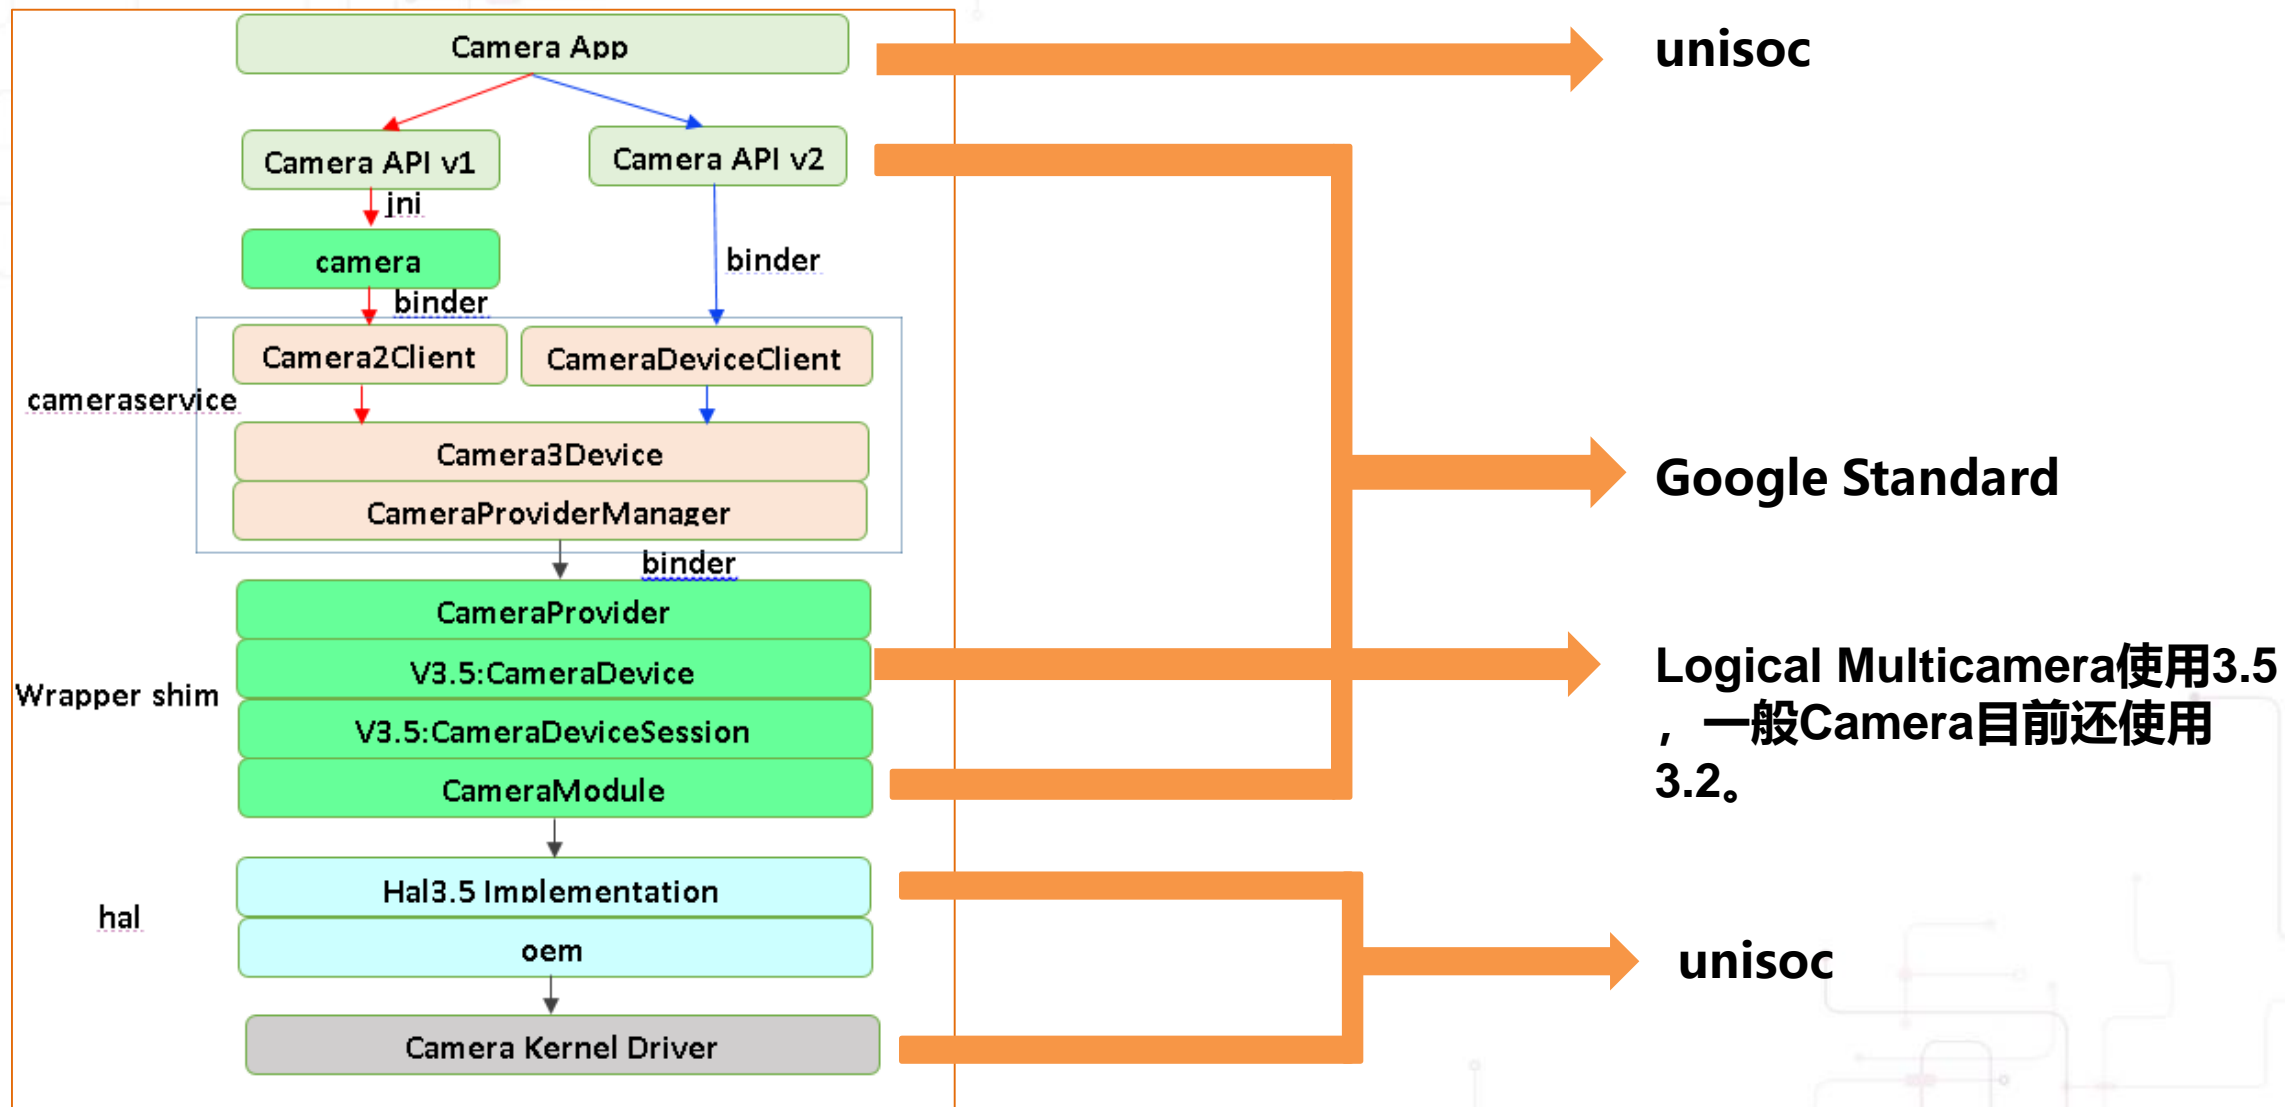 Camera App
unisoc
Camera API v1
Camera API v2
jni
camera
binder
binder
Camera2Client
CameraDeviceClient
cameraservice
Camera3Device
Google Standard
CameraProviderManager
binder
CameraProvider
V3.5:CameraDevice
Logical Multicamera使用3.5
，一般Camera目前还使用
3.2。
Wrapper shim
V3.5:CameraDeviceSession
CameraModule
Hal3.5 Implementation
hal
oem
unisoc
Camera Kernel Driver